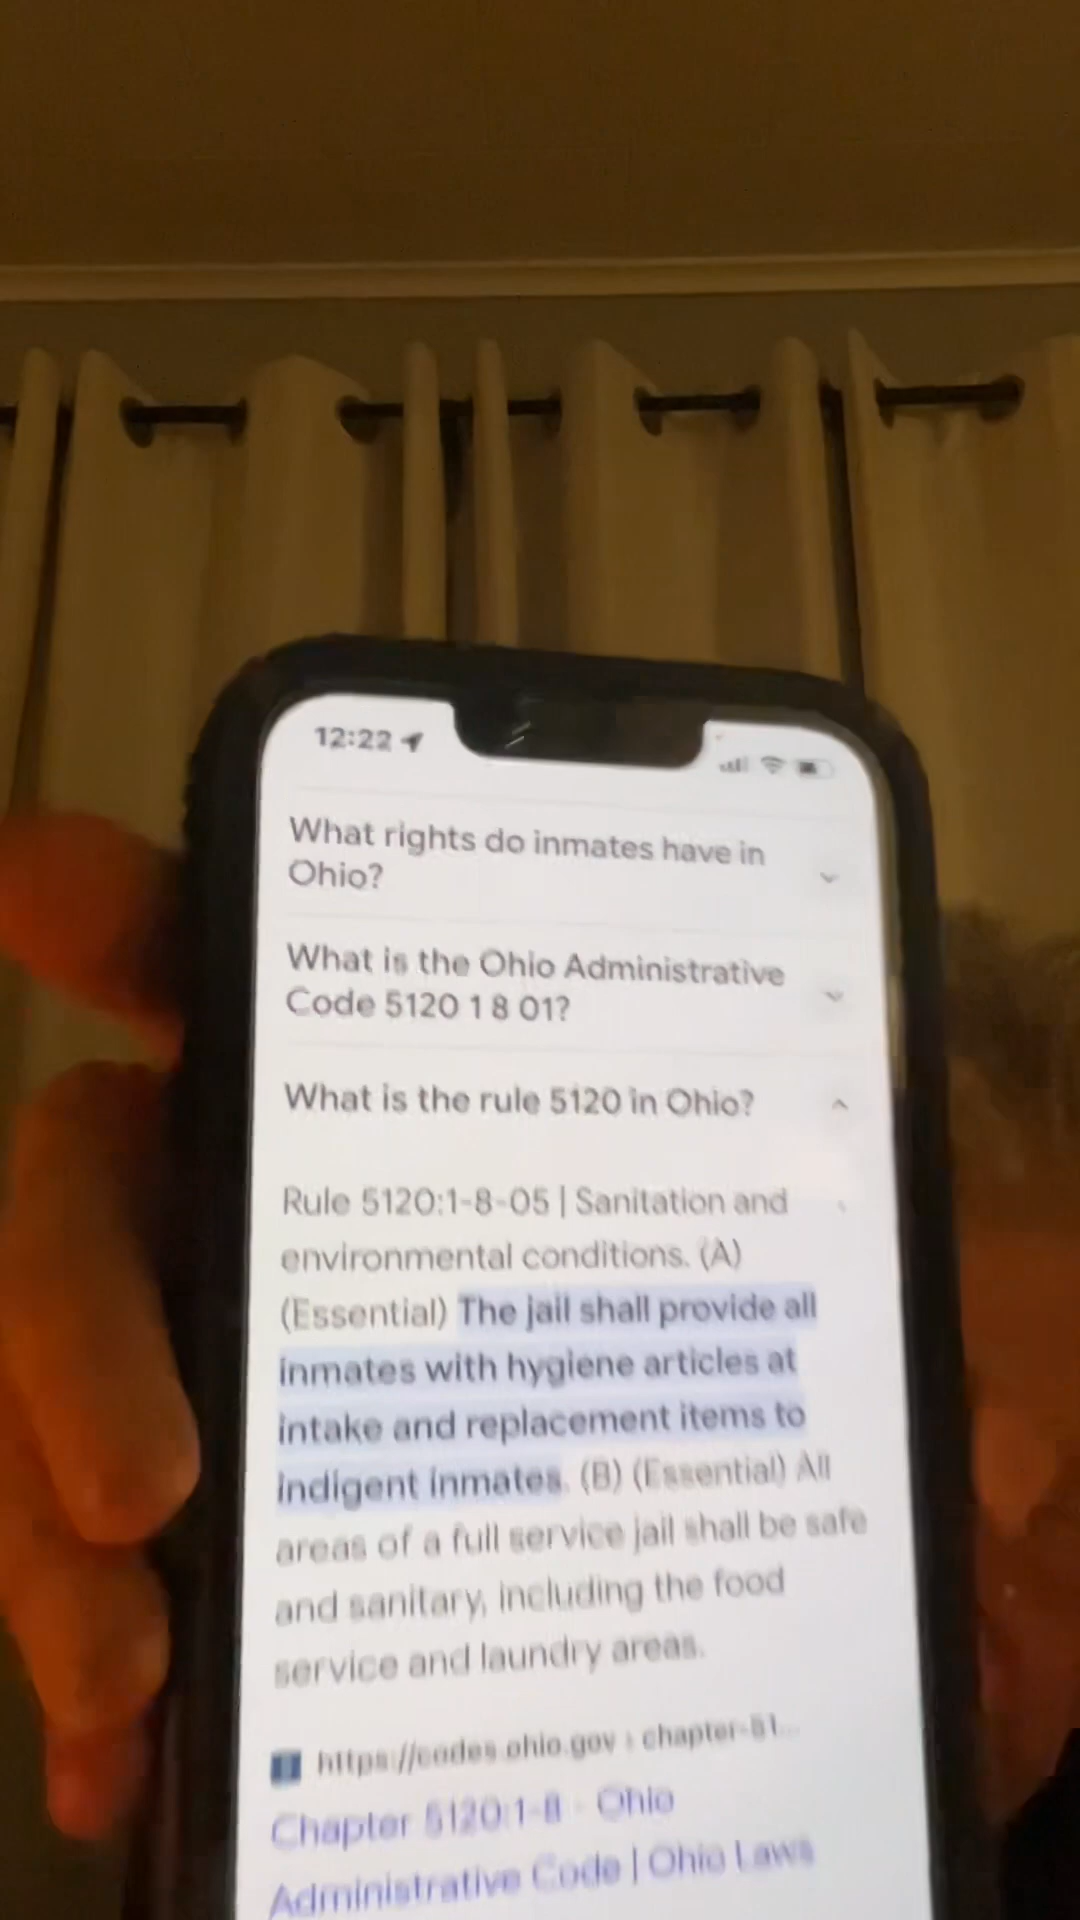 12:22
What rights do inmates have in
Ohio?
What is the Ohio Administrative
Code 5120 1 8 01?
What is the rule 5120 in Ohio?
Rule 5120:1-8-05 | Sanitation and
environmental conditions. (A)
(Essential) The jail shall provide all
inmates with hygiene articles at
intake and replacement items to
indigent inmates. (B) (Essential) All
areas of a full service jail shall be safe
and sanitary, including the food
service and laundry areas.
https://codes.ohio.gov › chapter-51...
Chapter 5120:1-8 - Ohio
Administrative Code | Ohio Laws